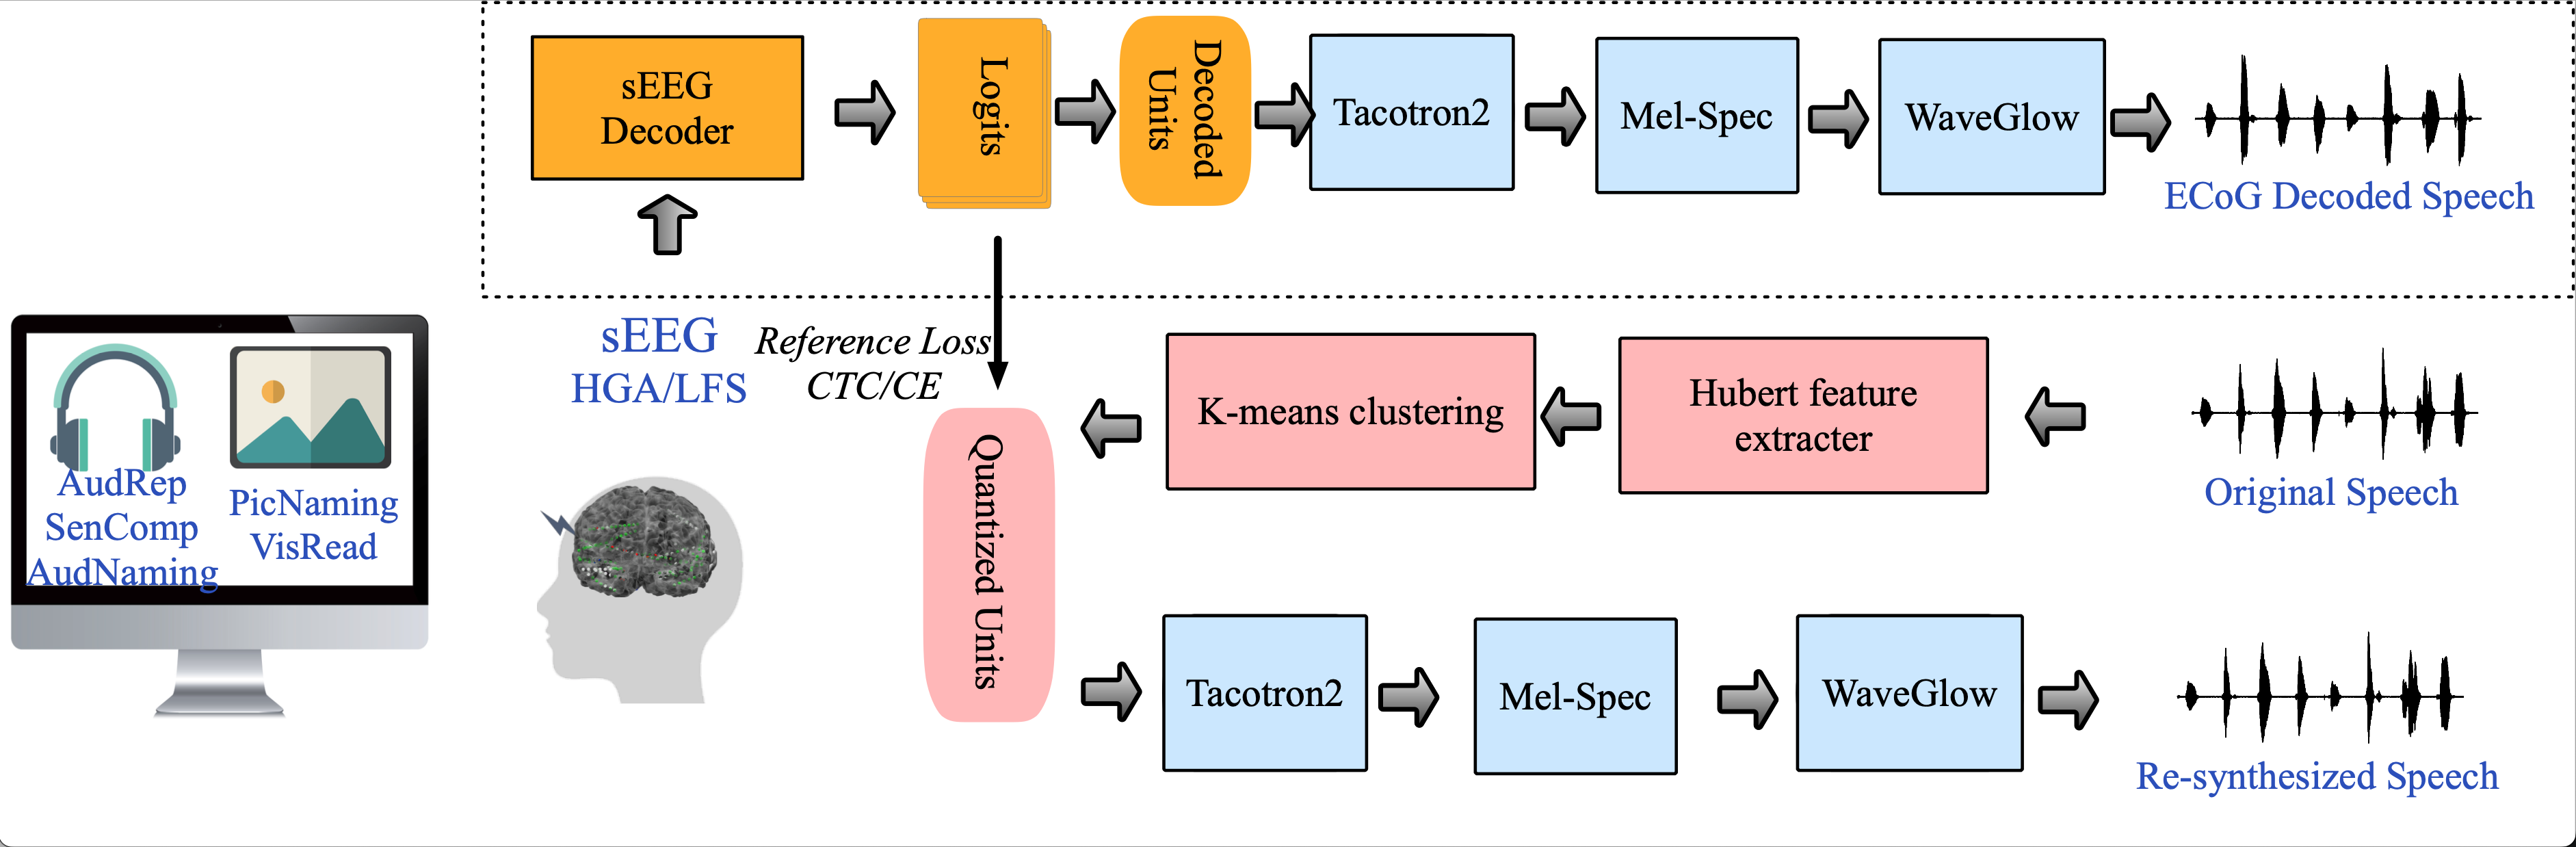 sEEG
Decoder
Logits
Decoded
Units
Tacotron2
Mel-Spec
WaveGlow
ECoG Decoded Speech
sEEG
HGA/LFS
Reference Loss
CTC/CE
K-means clustering
Hubert feature
extracter
Original Speech
AudRep
SenComp
AudNaming
PicNaming
VisRead
Quantized Units
Tacotron2
Mel-Spec
WaveGlow
Re-synthesized Speech